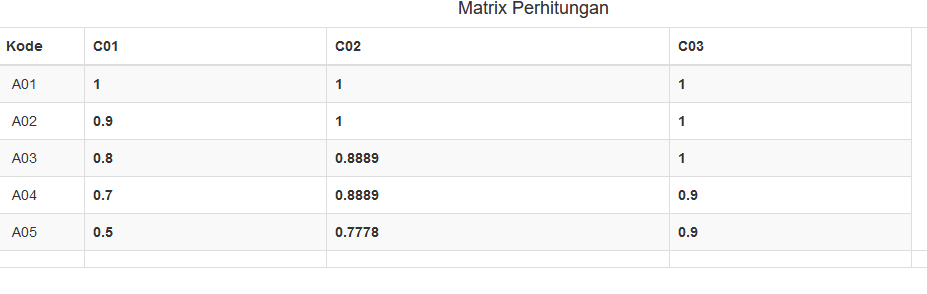 Matrix Perhitungan
Kode C01 C02 C03
A01 1 1 1
A02 0.9 1 1
A03 0.8 0.8889 1
A04 0.7 0.8889 0.9
A05 0.5 0.7778 0.9